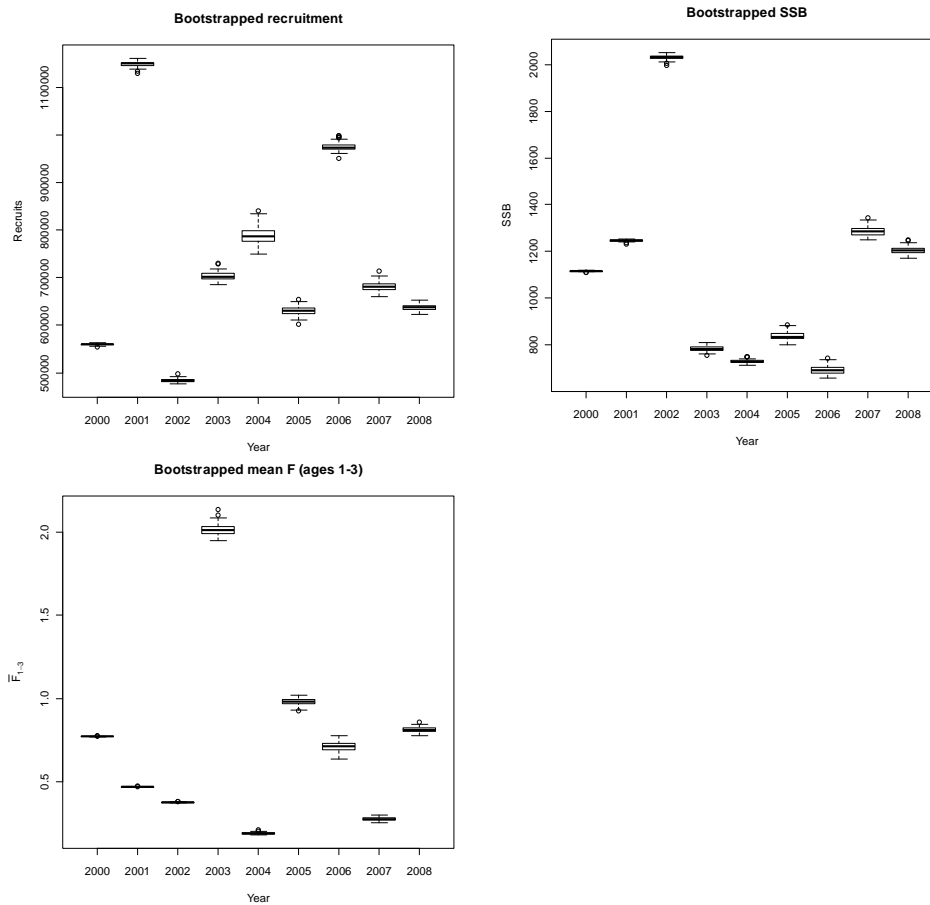 Bootstrapped recruitment
Recruits
1100000
900000
800000
700000
600000
500000
2000 2001 2002 2003 2004 2005 2006 2007 2008
Year
Bootstrapped SSB
SSB
2000
1800
1600
1400
1200
1000
800
2000 2001 2002 2003 2004 2005 2006 2007 2008
Year
Bootstrapped mean F (ages 1-3)
F̅₁₋₃
2.0
1.5
1.0
0.5
2000 2001 2002 2003 2004 2005 2006 2007 2008
Year